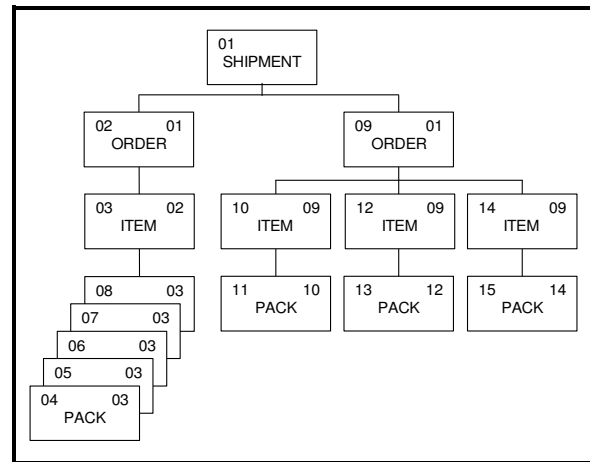 01
SHIPMENT
02 01
ORDER
09 01
ORDER
03 02
ITEM
10 09
ITEM
12 09
ITEM
14 09
ITEM
08 03
07 03
06 03
05 03
04 03
PACK
11 10
PACK
13 12
PACK
15 14
PACK